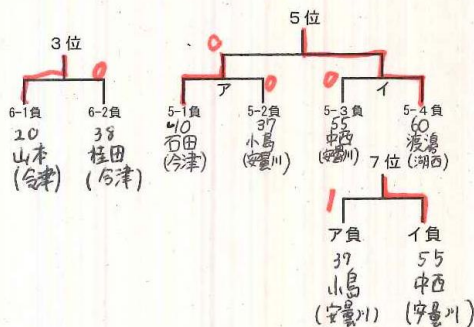 3位
0
6-1負
6-2負
20
38
山本
桂田
(今津)
(今津)
5位
0
ア
0
0
イ
5-1負
5-2負
5-3負
5-4負
10
37
55
60
石田
小島
中西
渡湯
(今津)
(安曇川)
(安曇川)
(湖西)
7位
1
ア負
イ負
37
55
小島
中西
(安曇川)
(安曇川)